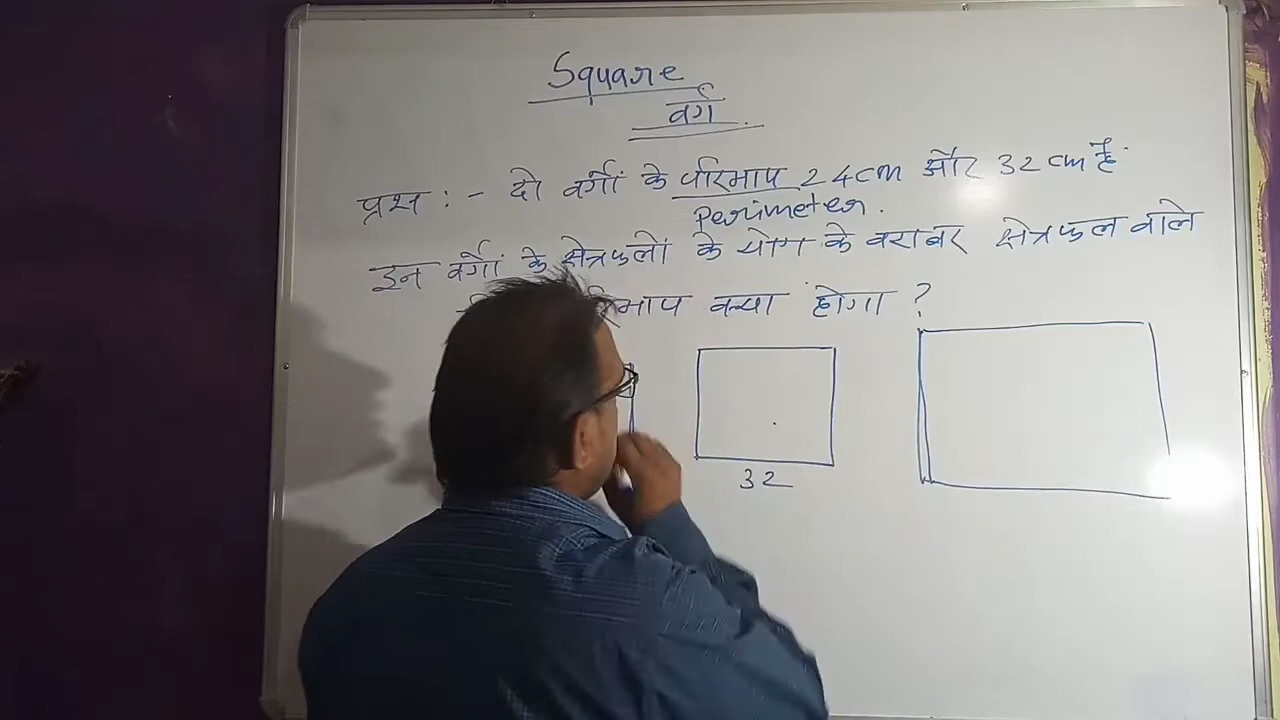 Square
वर्ग
प्रश्न :- दो वर्गों के परिमाप 24cm और 32 cm है.
Perimeter.
इन वर्गों के क्षेत्रफलों के योग के बराबर क्षेत्रफल वाले
क्या होगा ?
32